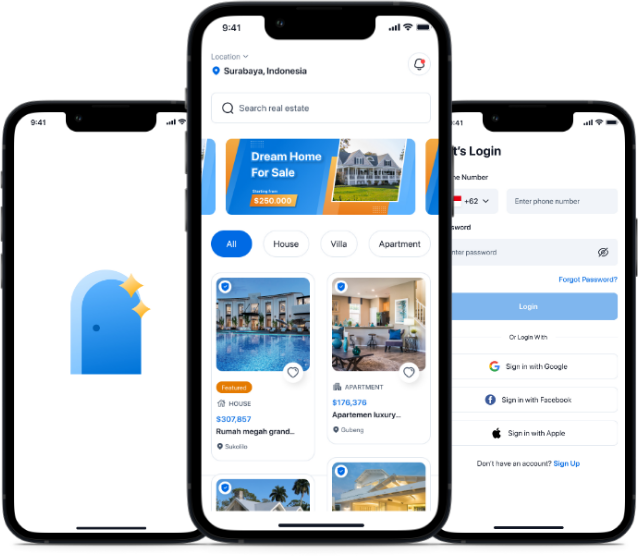 9:41
9:41
Location
Surabaya, Indonesia
Search real estate
Dream Home
For Sale
Starting from
$250.000
All
House
Villa
Apartment
Featured
HOUSE
$307,857
Rumah megah grand...
Sukolilo
APARTMENT
$176,376
Apartemen luxury...
Gubeng
:41
t's Login
ne Number
+62
Enter phone number
sword
nter password
Forgot Password?
Login
Or Login With
Sign in with Google
Sign in with Facebook
Sign in with Apple
Don't have an account? Sign Up